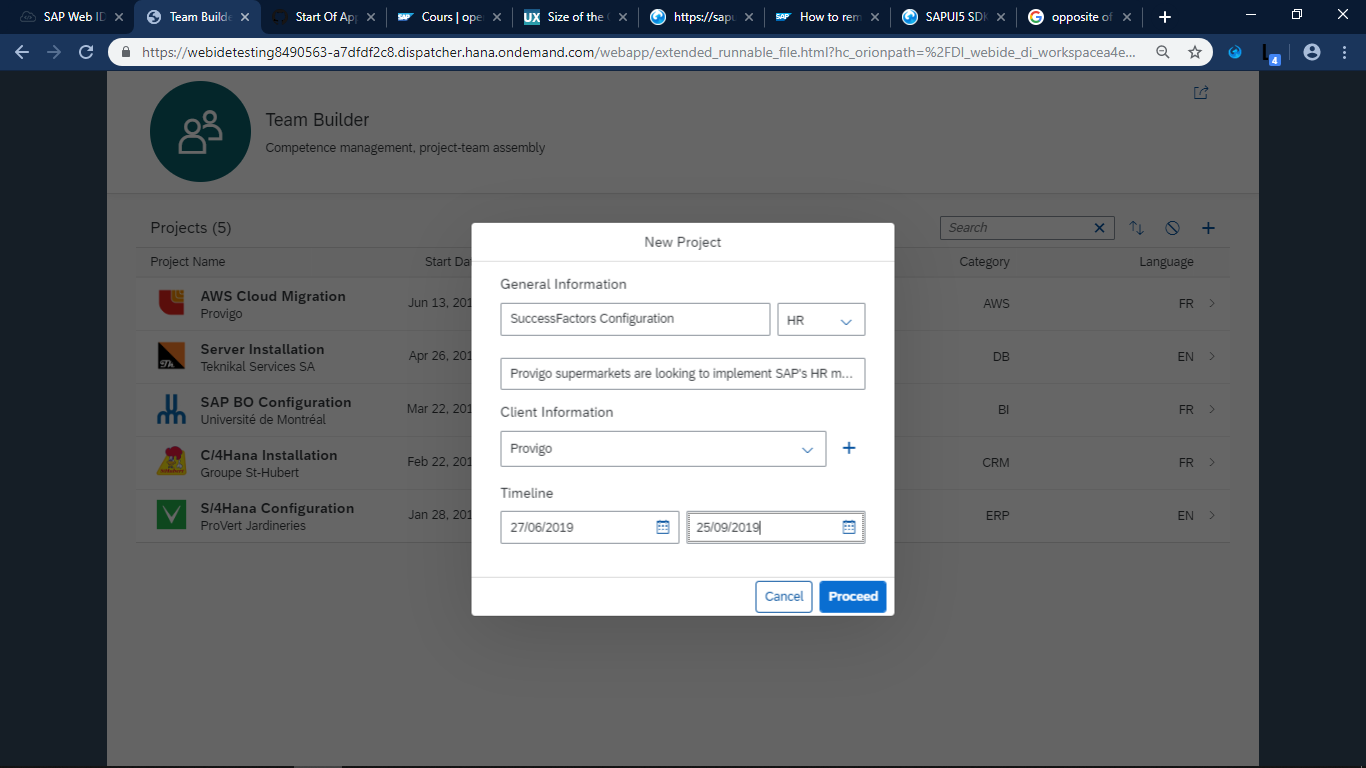 SAP Web ID
Team Builde
Start Of App
Cours | ope
UX Size of the
https://sapu
How to rem
SAPUI5 SDK
opposite of
https://webidetesting8490563-a7dfdf2c8.dispatcher.hana.ondemand.com/webapp/extended_runnable_file.html?hc_orionpath=%2FDI_webide_di_workspacea4e...
4
Team Builder
Competence management, project-team assembly
Projects (5)
Search
Project Name Start Da Category Language
AWS Cloud Migration Jun 13, 201 AWS FR
Provigo
Server Installation Apr 26, 201 DB EN
Teknikal Services SA
SAP BO Configuration Mar 22, 201 BI FR
Université de Montréal
C/4Hana Installation Feb 22, 201 CRM FR
Groupe St-Hubert
S/4Hana Configuration Jan 28, 201 ERP EN
ProVert Jardineries
New Project
General Information
SuccessFactors Configuration HR
Provigo supermarkets are looking to implement SAP's HR m...
Client Information
Provigo
Timeline
27/06/2019 25/09/2019
Cancel Proceed